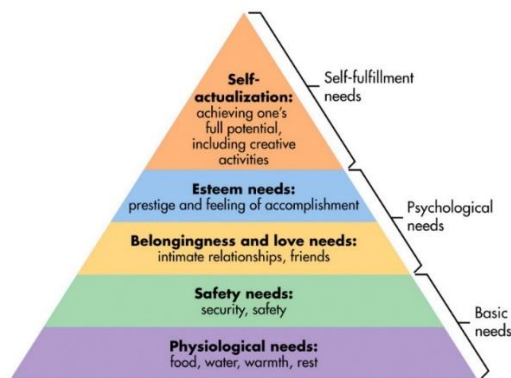 Self-
actualization:
achieving one's
full potential,
including creative
activities
Self-fulfillment
needs
Esteem needs:
prestige and feeling of accomplishment
Belongingness and love needs:
intimate relationships, friends
Psychological
needs
Safety needs:
security, safety
Physiological needs:
food, water, warmth, rest
Basic
needs